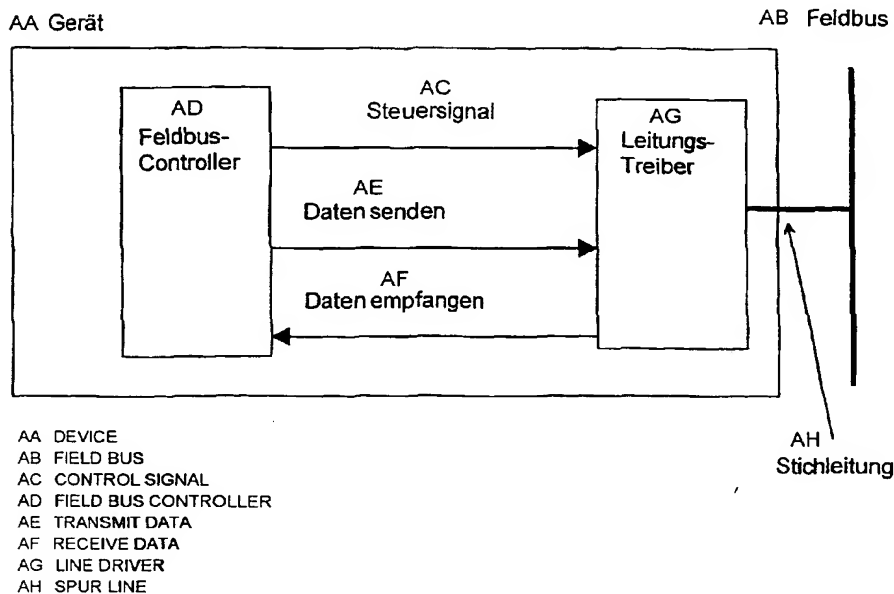 AA Gerät
AB Feldbus
AD
Feldbus-
Controller
AC
Steuersignal
AE
Daten senden
AF
Daten empfangen
AG
Leitungs-
Treiber
AH
Stichleitung
AA DEVICE
AB FIELD BUS
AC CONTROL SIGNAL
AD FIELD BUS CONTROLLER
AE TRANSMIT DATA
AF RECEIVE DATA
AG LINE DRIVER
AH SPUR LINE